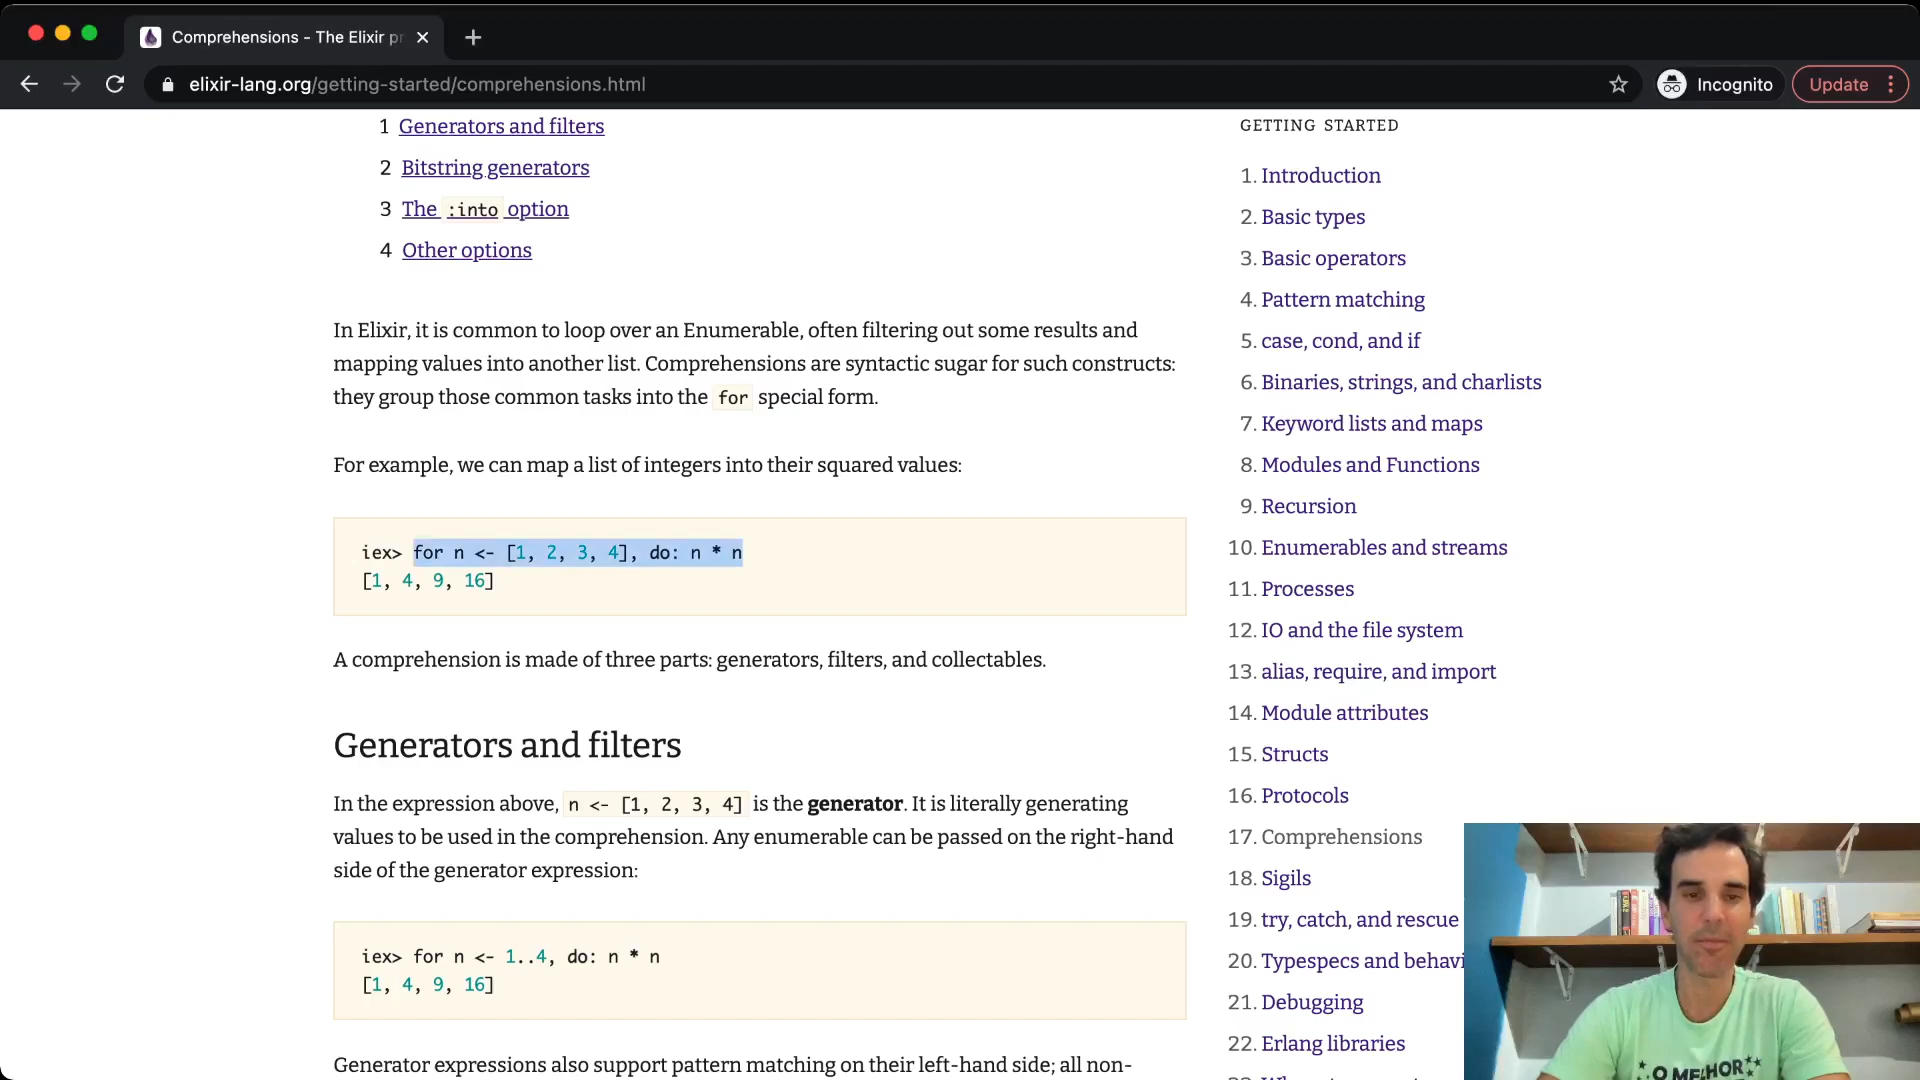 Comprehensions - The Elixir pr
elixir-lang.org/getting-started/comprehensions.html
Incognito
Update
1 Generators and filters
2 Bitstring generators
3 The :into option
4 Other options
In Elixir, it is common to loop over an Enumerable, often filtering out some results and
mapping values into another list. Comprehensions are syntactic sugar for such constructs:
they group those common tasks into the for special form.
For example, we can map a list of integers into their squared values:
iex> for n <- [1, 2, 3, 4], do: n * n
[1, 4, 9, 16]
A comprehension is made of three parts: generators, filters, and collectables.
Generators and filters
In the expression above, n <- [1, 2, 3, 4] is the generator. It is literally generating
values to be used in the comprehension. Any enumerable can be passed on the right-hand
side of the generator expression:
iex> for n <- 1..4, do: n * n
[1, 4, 9, 16]
Generator expressions also support pattern matching on their left-hand side; all non-
GETTING STARTED
1. Introduction
2. Basic types
3. Basic operators
4. Pattern matching
5. case, cond, and if
6. Binaries, strings, and charlists
7. Keyword lists and maps
8. Modules and Functions
9. Recursion
10. Enumerables and streams
11. Processes
12. IO and the file system
13. alias, require, and import
14. Module attributes
15. Structs
16. Protocols
17. Comprehensions
18. Sigils
19. try, catch, and rescue
20. Typespecs and behavi
21. Debugging
22. Erlang libraries
O MELHOR